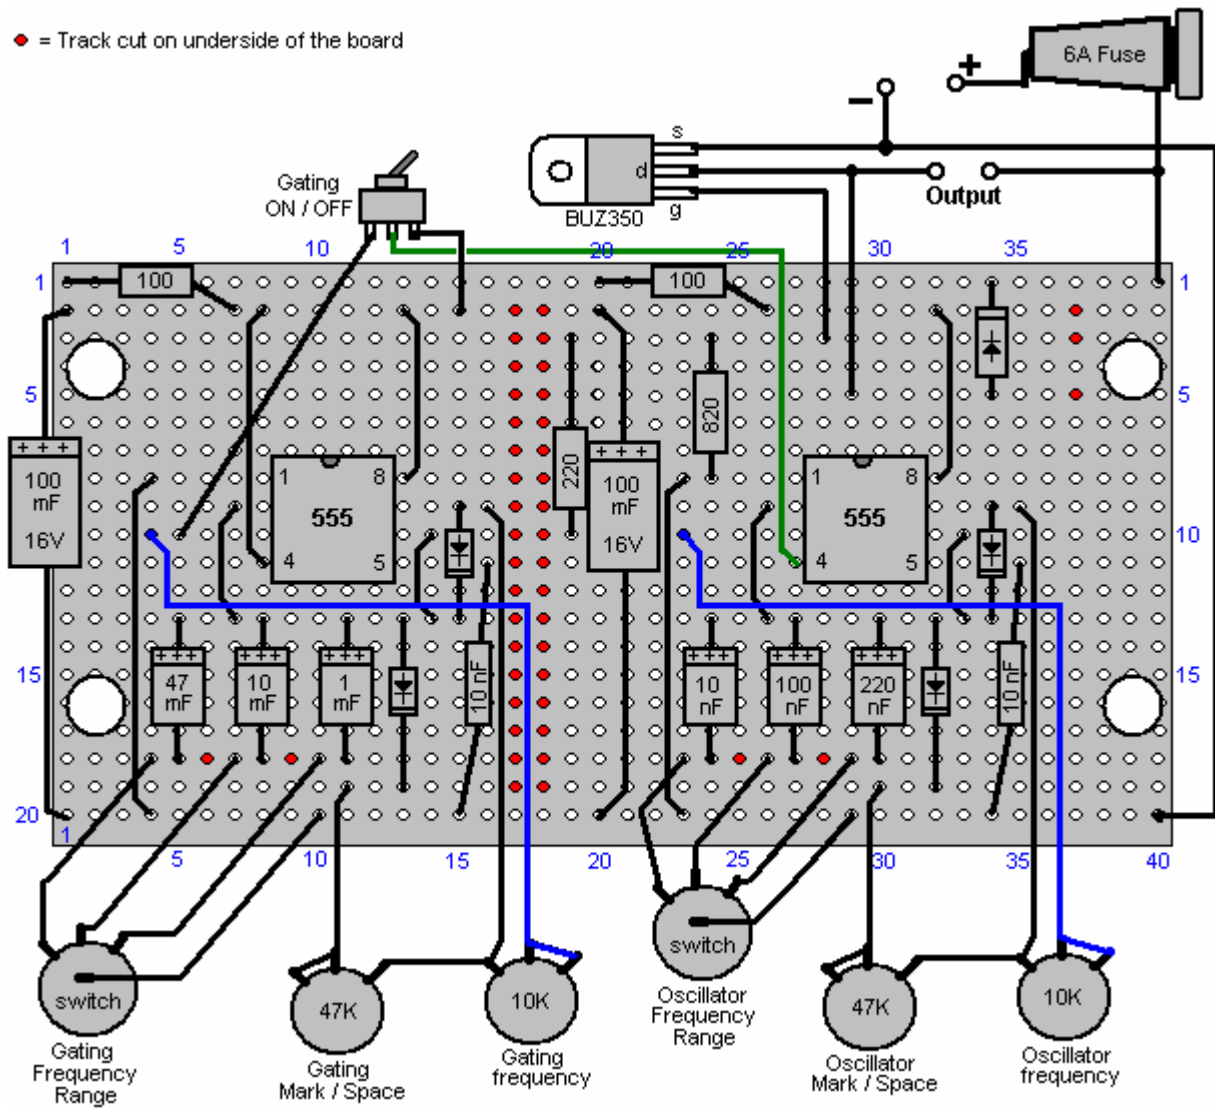 = Track cut on underside of the board
6A Fuse
+
−
s
d
g
Gating
ON / OFF
BUZ350
Output
1 5 10 20 25 30 35
1 100 100 1
5 5
+ + +
100
mF
16V
1 8
555
4 5
220
+ + +
100
mF
16V
820
1 8
555
4 5
10
15 15
+ + +
47
mF
+ + +
10
mF
+ + +
1
mF
10 nF
+ + +
10
nF
+ + +
100
nF
+ + +
220
nF
10 nF
20
1
5 10 15 20 25 30 35 40
switch
47K
10K
switch
47K
10K
Gating
Frequency
Range
Gating
Mark / Space
Gating
frequency
Oscillator
Frequency
Range
Oscillator
Mark / Space
Oscillator
frequency